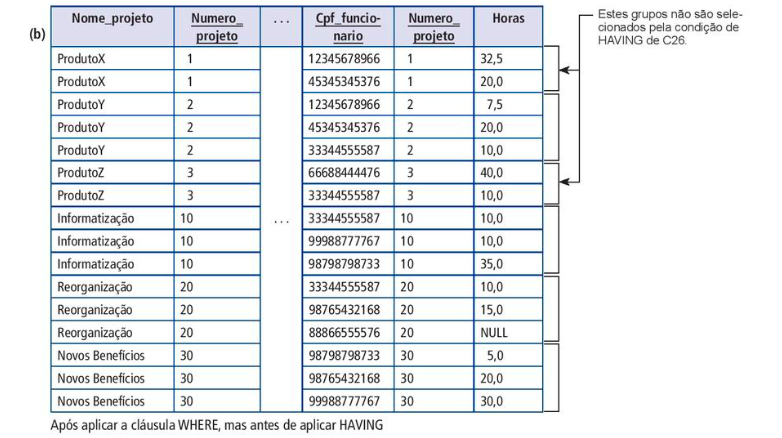 (b)
Nome_projeto Numero_projeto ... Cpf_funcionario Numero_projeto Horas
ProdutoX 1 12345678966 1 32,5
ProdutoX 1 45345345376 1 20,0
ProdutoY 2 12345678966 2 7,5
ProdutoY 2 45345345376 2 20,0
ProdutoY 2 33344555587 2 10,0
ProdutoZ 3 66688444476 3 40,0
ProdutoZ 3 33344555587 3 10,0
Informatização 10 ... 33344555587 10 10,0
Informatização 10 99988777767 10 10,0
Informatização 10 98798798733 10 35,0
Reorganização 20 33344555587 20 10,0
Reorganização 20 98765432168 20 15,0
Reorganização 20 88866555576 20 NULL
Novos Benefícios 30 98798798733 30 5,0
Novos Benefícios 30 98765432168 30 20,0
Novos Benefícios 30 99988777767 30 30,0
Estes grupos não são sele-
cionados pela condição de
HAVING de C26.
Após aplicar a cláusula WHERE, mas antes de aplicar HAVING